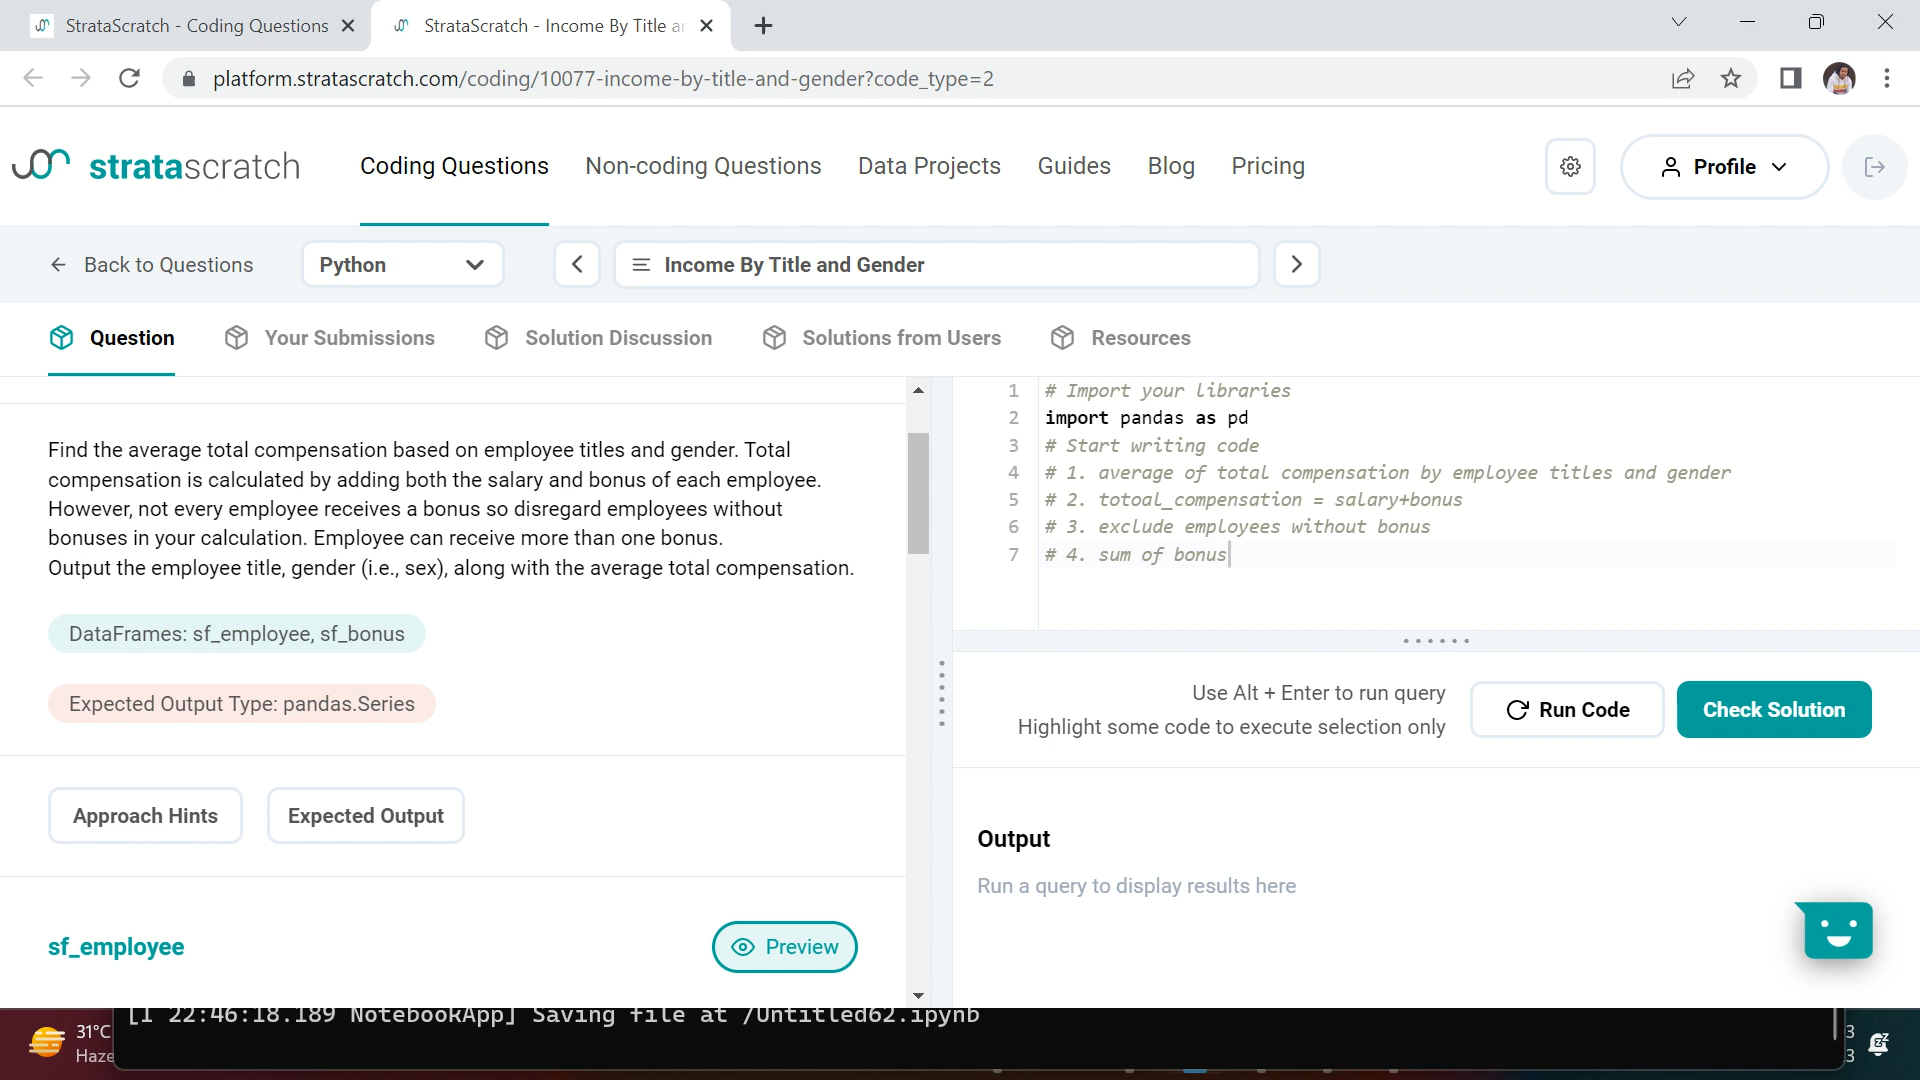 StrataScratch - Coding Questions
StrataScratch - Income By Title ar
platform.stratascratch.com/coding/10077-income-by-title-and-gender?code_type=2
stratascratch
Coding Questions
Non-coding Questions
Data Projects
Guides
Blog
Pricing
Profile
Back to Questions
Python
Income By Title and Gender
Question
Your Submissions
Solution Discussion
Solutions from Users
Resources
Find the average total compensation based on employee titles and gender. Total
compensation is calculated by adding both the salary and bonus of each employee.
However, not every employee receives a bonus so disregard employees without
bonuses in your calculation. Employee can receive more than one bonus.
Output the employee title, gender (i.e., sex), along with the average total compensation.
DataFrames: sf_employee, sf_bonus
Expected Output Type: pandas.Series
Approach Hints
Expected Output
sf_employee
Preview
1 # Import your libraries
2 import pandas as pd
3 # Start writing code
4 # 1. average of total compensation by employee titles and gender
5 # 2. totoal_compensation = salary+bonus
6 # 3. exclude employees without bonus
7 # 4. sum of bonus
Use Alt + Enter to run query
Highlight some code to execute selection only
Run Code
Check Solution
Output
Run a query to display results here
[I 22:46:18.189 NotebookApp] Saving file at /Untitled62.ipynb
31°C
Haze
3
3